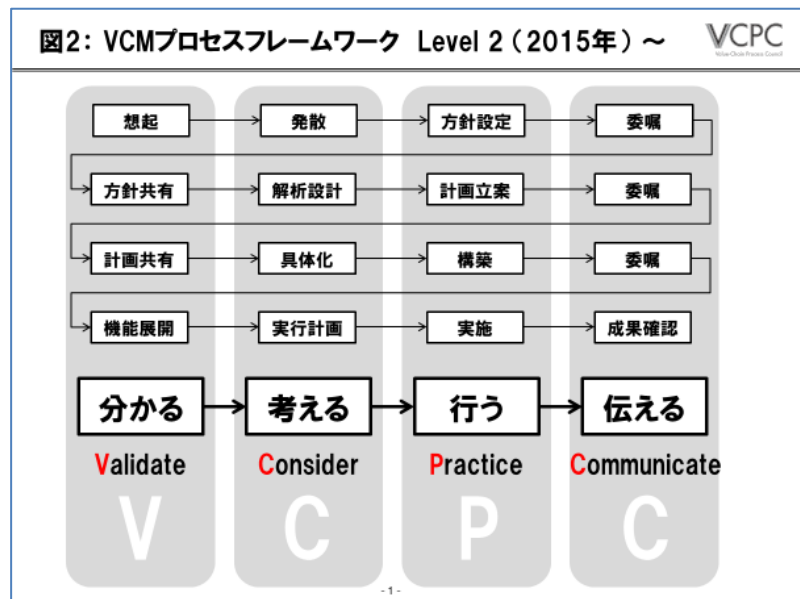 図2: VCMプロセスフレームワーク Level 2（2015年）～
VCPC
Value-Chain Process Council
想起 発散 方針設定 委嘱
方針共有 解析設計 計画立案 委嘱
計画共有 具体化 構築 委嘱
機能展開 実行計画 実施 成果確認
分かる 考える 行う 伝える
Validate Consider Practice Communicate
V C P C
- 1 -